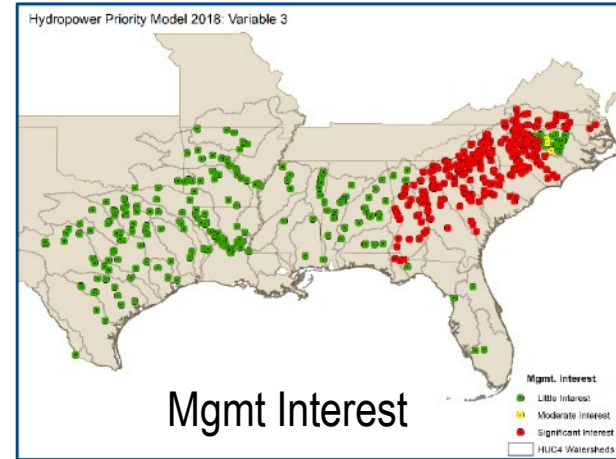 Hydropower Priority Model 2018: Variable 3
Mgmt Interest
Mgmt. Interest
Little Interest
Moderate Interest
Significant Interest
HUC4 Watersheds